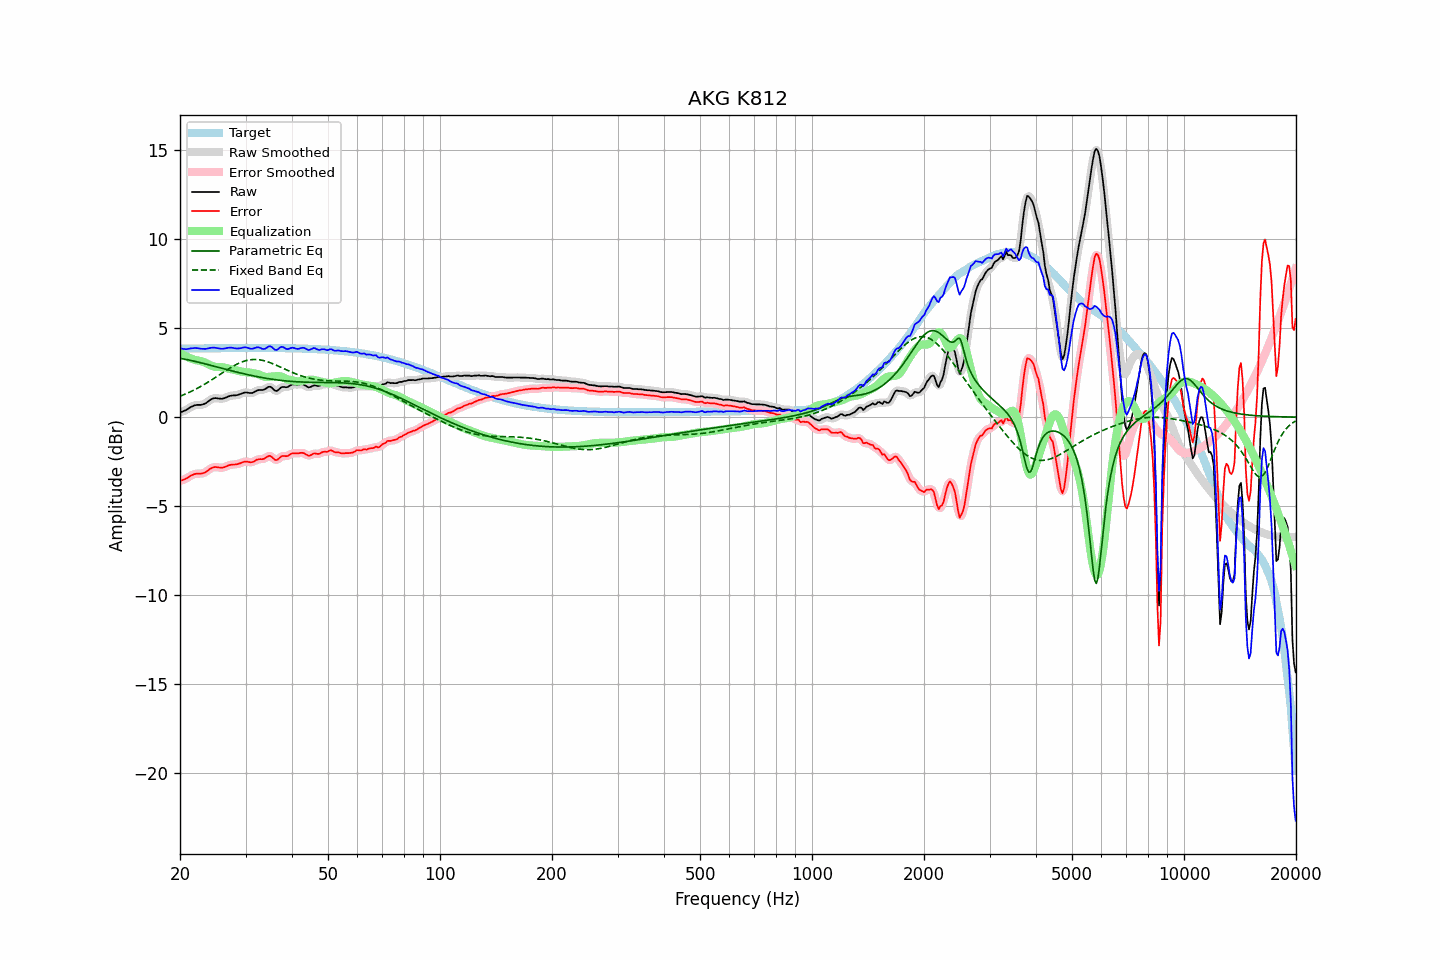 AKG K812
Target
Raw Smoothed
Error Smoothed
Raw
Error
Equalization
Parametric Eq
Fixed Band Eq
Equalized
15
10
5
0
−5
−10
−15
−20
Amplitude (dBr)
20 50 100 200 500 1000 2000 5000 10000 20000
Frequency (Hz)